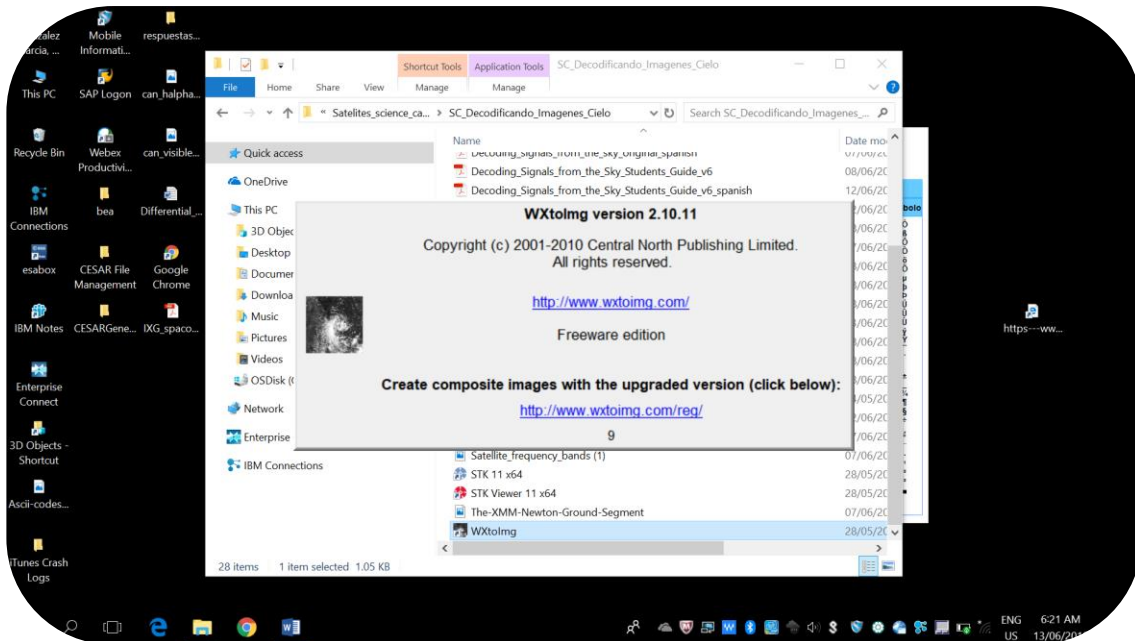 Mobile
Informati...
respuestas...
This PC
SAP Logon
can_halpha...
Recycle Bin
Webex
Productivi...
can_visible...
IBM
Connections
bea
Differential_...
esabox
CESAR File
Management
Google
Chrome
IBM Notes
CESARGene...
IXG_spaco...
Enterprise
Connect
3D Objects -
Shortcut
Ascii-codes...
iTunes Crash
Logs
Shortcut Tools
Application Tools
SC_Decodificando_Imagenes_Cielo
File
Home
Share
View
Manage
Manage
« Satelites_science_ca... > SC_Decodificando_Imagenes_Cielo
Search SC_Decodificando_Imagenes_...
Name
Date mo
Quick access
OneDrive
This PC
3D Objec
Desktop
Documer
Downloa
Music
Pictures
Videos
OSDisk (
Network
Enterprise
IBM Connections
Decoding_signals_from_the_sky_original_spanish
07/06/20
Decoding_Signals_from_the_Sky_Students_Guide_v6
08/06/20
Decoding_Signals_from_the_Sky_Students_Guide_v6_spanish
12/06/20
WXtoImg version 2.10.11
Copyright (c) 2001-2010 Central North Publishing Limited.
All rights reserved.
http://www.wxtoimg.com/
Freeware edition
Create composite images with the upgraded version (click below):
http://www.wxtoimg.com/reg/
9
Satellite_frequency_bands (1)
07/06/20
STK 11 x64
28/05/20
STK Viewer 11 x64
28/05/20
The-XMM-Newton-Ground-Segment
07/06/20
WXtoImg
28/05/20
28 items
1 item selected 1.05 KB
https---ww...
ENG
US
6:21 AM
13/06/201